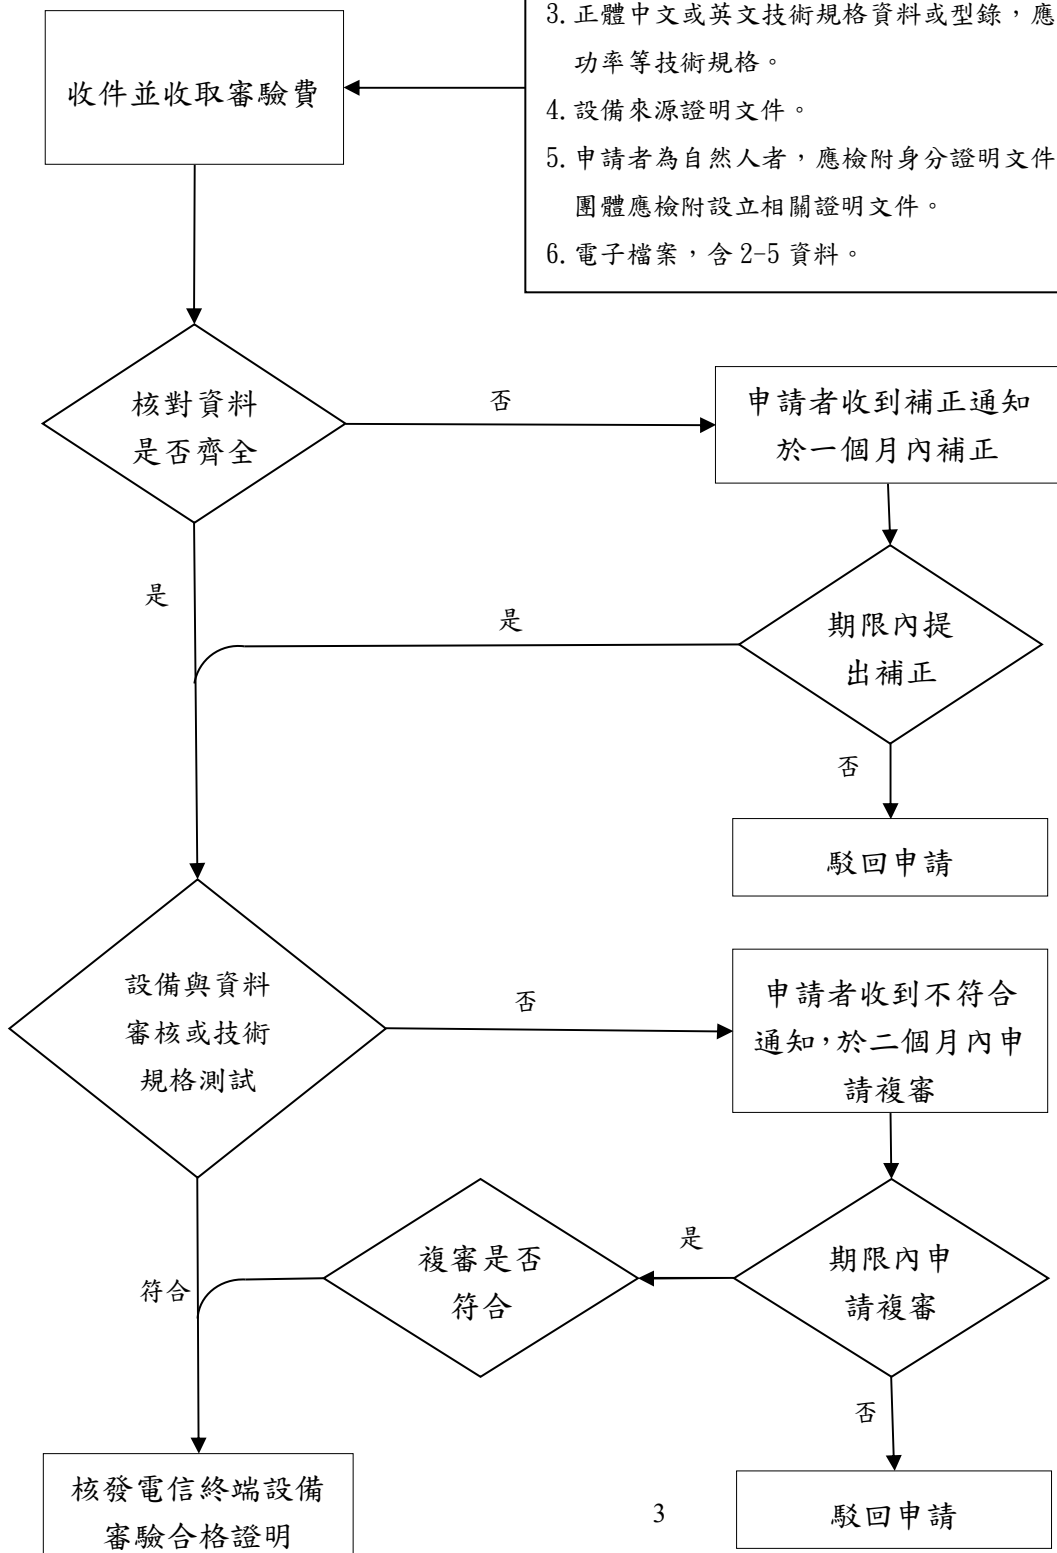 3. 正體中文或英文技術規格資料或型錄，應
功率等技術規格。
收件並收取審驗費
4. 設備來源證明文件。
5. 申請者為自然人者，應檢附身分證明文件
團體應檢附設立相關證明文件。
6. 電子檔案，含 2-5 資料。
核對資料
是否齊全
否
申請者收到補正通知
於一個月內補正
是
是
期限內提
出補正
否
駁回申請
設備與資料
審核或技術
規格測試
否
申請者收到不符合
通知，於二個月內申
請複審
符合
複審是否
符合
是
期限內申
請複審
否
核發電信終端設備
審驗合格證明
3
駁回申請